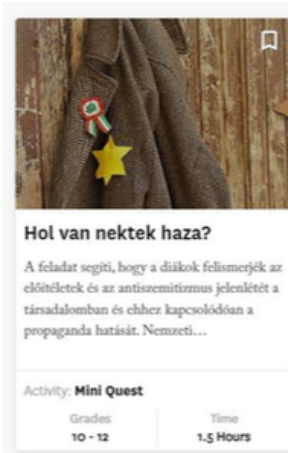 Hol van nektek haza?
A feladat segíti, hogy a diákok felismerjék az
előítéletek és az antiszemitizmus jelenlétét a
társadalomban és ehhez kapcsolódóan a
propaganda hatását. Nemzeti…
Activity: Mini Quest
Grades Time
10 - 12 1.5 Hours